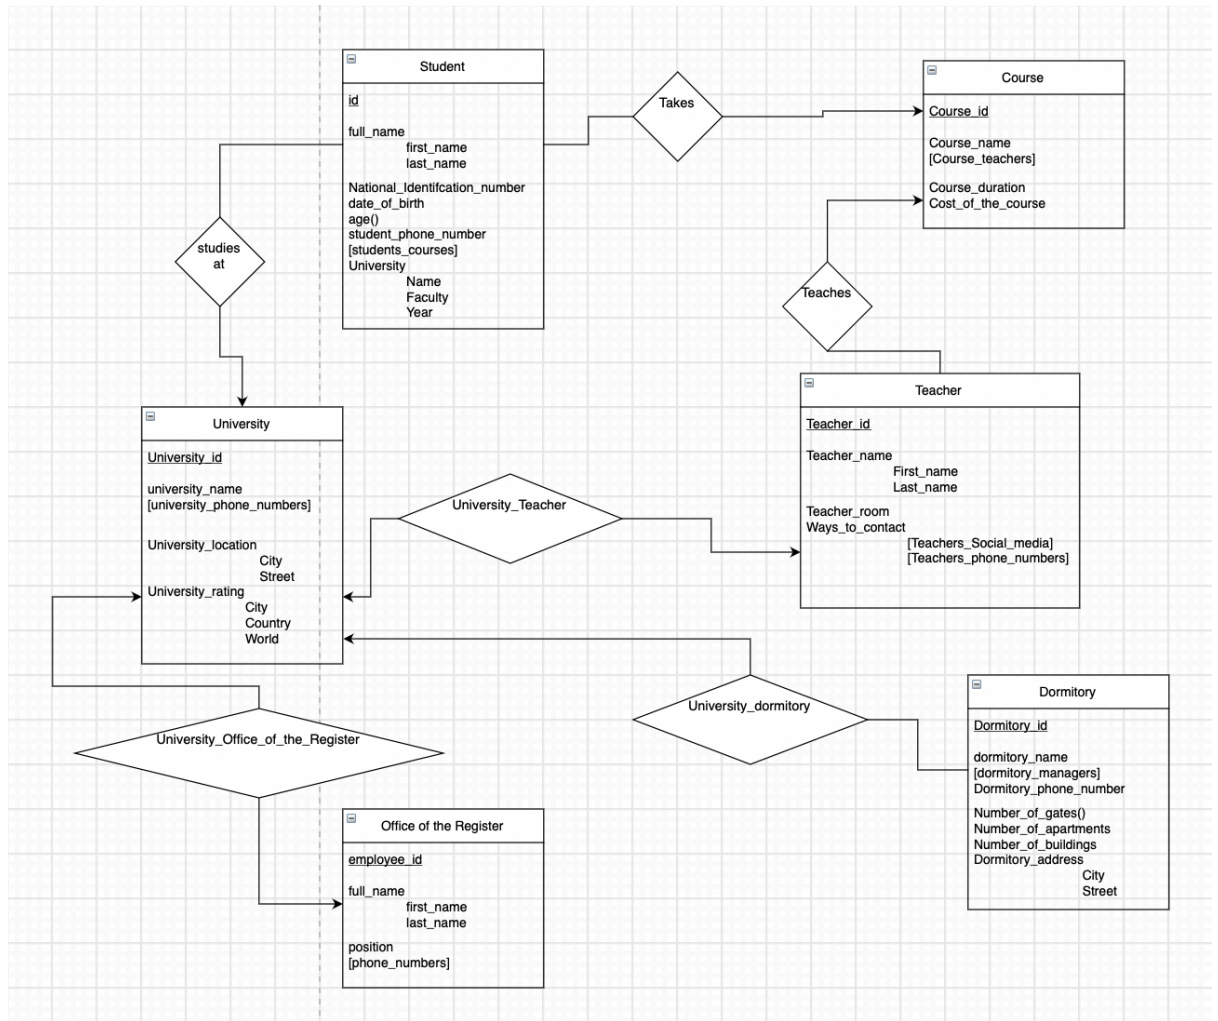 Student
id
full_name
first_name
last_name
National_Identifcation_number
date_of_birth
age()
student_phone_number
[students_courses]
University
Name
Faculty
Year
Takes
Course
Course_id
Course_name
[Course_teachers]
Course_duration
Cost_of_the_course
studies
at
Teaches
Teacher
Teacher_id
Teacher_name
First_name
Last_name
Teacher_room
Ways_to_contact
[Teachers_Social_media]
[Teachers_phone_numbers]
University
University_id
university_name
[university_phone_numbers]
University_location
City
Street
University_rating
City
Country
World
University_Teacher
University_dormitory
Dormitory
Dormitory_id
dormitory_name
[dormitory_managers]
Dormitory_phone_number
Number_of_gates()
Number_of_apartments
Number_of_buildings
Dormitory_address
City
Street
University_Office_of_the_Register
Office of the Register
employee_id
full_name
first_name
last_name
position
[phone_numbers]